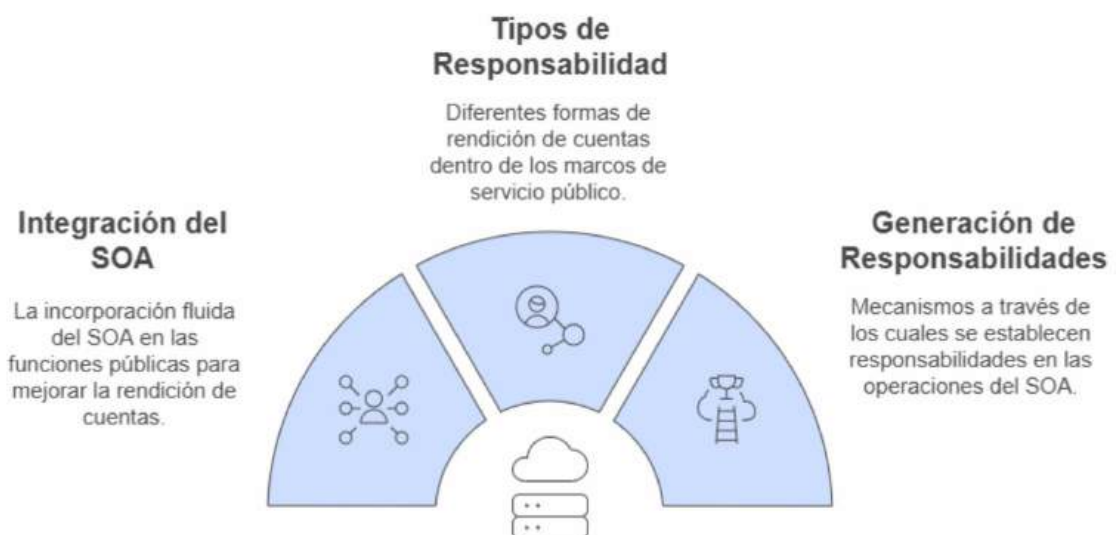 Tipos de
Responsabilidad
Diferentes formas de
rendición de cuentas
dentro de los marcos de
servicio público.
Integración del
SOA
La incorporación fluida
del SOA en las
funciones públicas para
mejorar la rendición de
cuentas.
Generación de
Responsabilidades
Mecanismos a través de
los cuales se establecen
responsabilidades en las
operaciones del SOA.